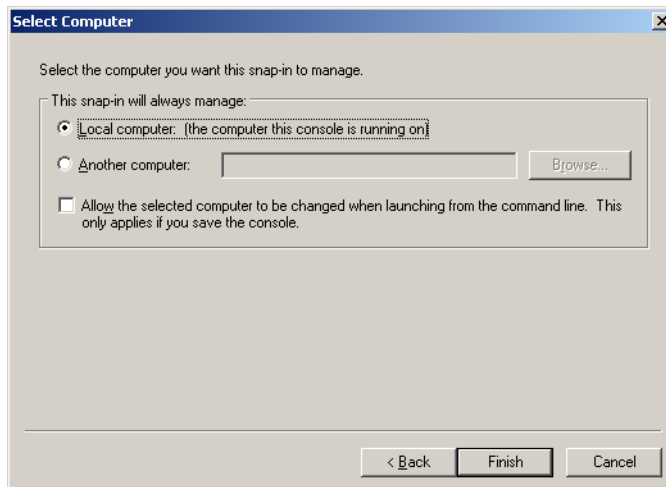 Select Computer
Select the computer you want this snap-in to manage.
This snap-in will always manage:
Local computer: (the computer this console is running on)
Another computer:
Browse...
Allow the selected computer to be changed when launching from the command line. This
only applies if you save the console.
< Back
Finish
Cancel